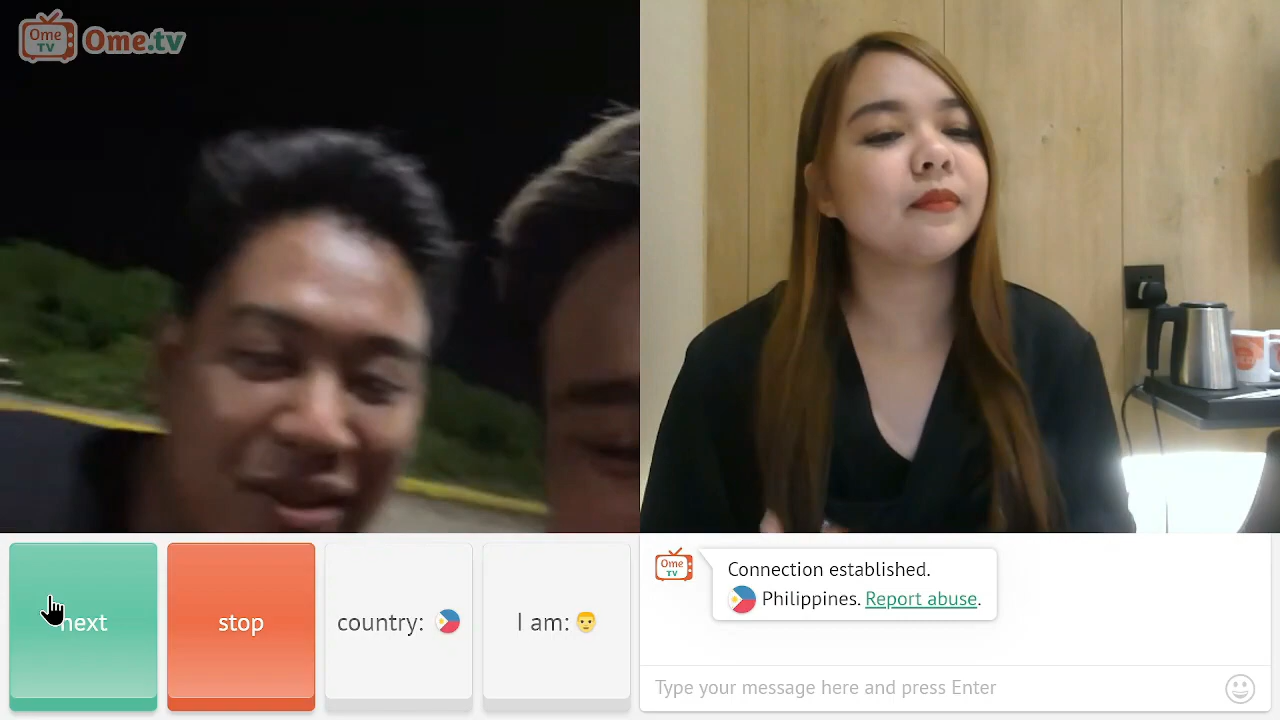 Ome
TV
Ome.tv
next
stop
country:
I am:
Ome
TV
Connection established.
Philippines. Report abuse.
Type your message here and press Enter